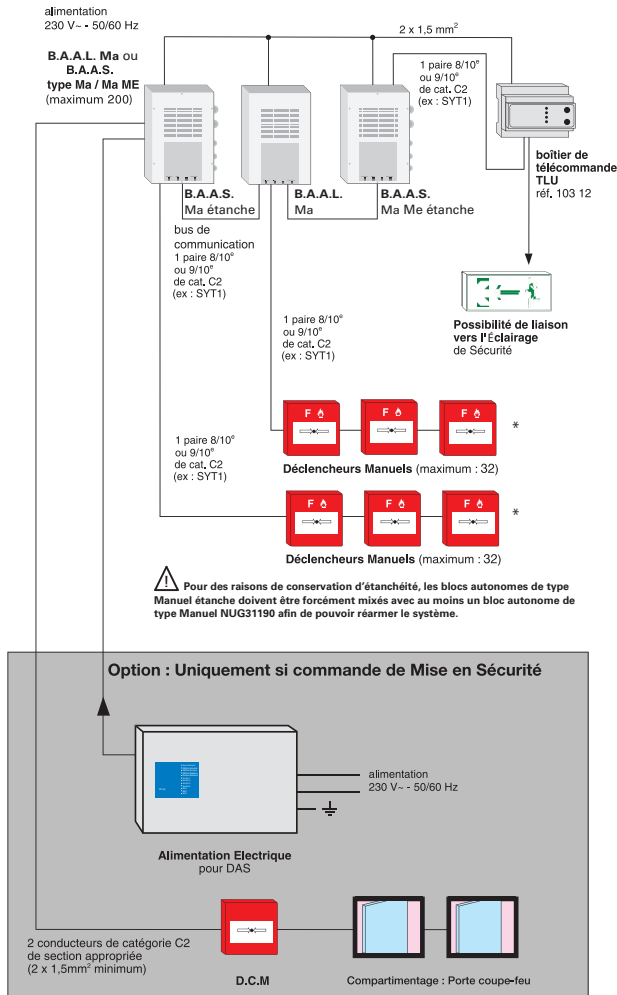 alimentation
230 V~ - 50/60 Hz
2 x 1,5 mm²
B.A.A.L. Ma ou
B.A.A.S.
type Ma / Ma ME
(maximum 200)
1 paire 8/10°
ou 9/10°
de cat. C2
(ex : SYT1)
boîtier de
télécommande
TLU
réf. 103 12
B.A.A.S.
Ma étanche
B.A.A.L.
Ma
B.A.A.S.
Ma Me étanche
bus de
communication
1 paire 8/10°
ou 9/10°
de cat. C2
(ex : SYT1)
Possibilité de liaison
vers l'Éclairage
de Sécurité
1 paire 8/10°
ou 9/10°
de cat. C2
(ex : SYT1)
F
F
F
*
Déclencheurs Manuels (maximum : 32)
1 paire 8/10°
ou 9/10°
de cat. C2
(ex : SYT1)
F
F
F
*
Déclencheurs Manuels (maximum : 32)
! Pour des raisons de conservation d'étanchéité, les blocs autonomes de type
Manuel étanche doivent être forcément mixés avec au moins un bloc autonome de
type Manuel NUG31190 afin de pouvoir réarmer le système.
Option : Uniquement si commande de Mise en Sécurité
alimentation
230 V~ - 50/60 Hz
Alimentation Electrique
pour DAS
2 conducteurs de catégorie C2
de section appropriée
(2 x 1,5mm² minimum)
D.C.M
Compartimentage : Porte coupe-feu